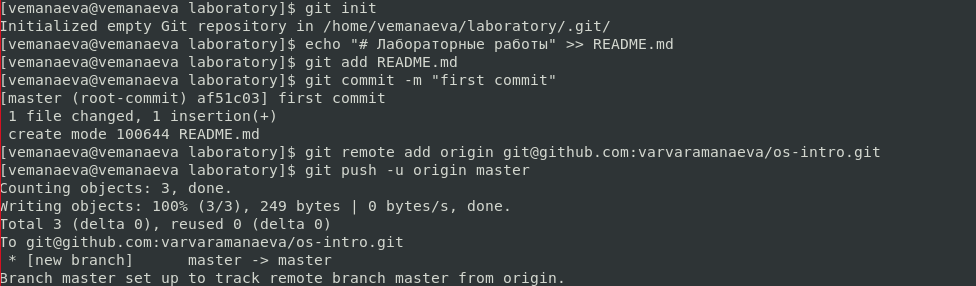 [vemanaeva@vemanaeva laboratory]$ git init
Initialized empty Git repository in /home/vemanaeva/laboratory/.git/
[vemanaeva@vemanaeva laboratory]$ echo "# Лабораторные работы" >> README.md
[vemanaeva@vemanaeva laboratory]$ git add README.md
[vemanaeva@vemanaeva laboratory]$ git commit -m "first commit"
[master (root-commit) af51c03] first commit
 1 file changed, 1 insertion(+)
 create mode 100644 README.md
[vemanaeva@vemanaeva laboratory]$ git remote add origin git@github.com:varvaramanaeva/os-intro.git
[vemanaeva@vemanaeva laboratory]$ git push -u origin master
Counting objects: 3, done.
Writing objects: 100% (3/3), 249 bytes | 0 bytes/s, done.
Total 3 (delta 0), reused 0 (delta 0)
To git@github.com:varvaramanaeva/os-intro.git
 * [new branch]      master -> master
Branch master set up to track remote branch master from origin.